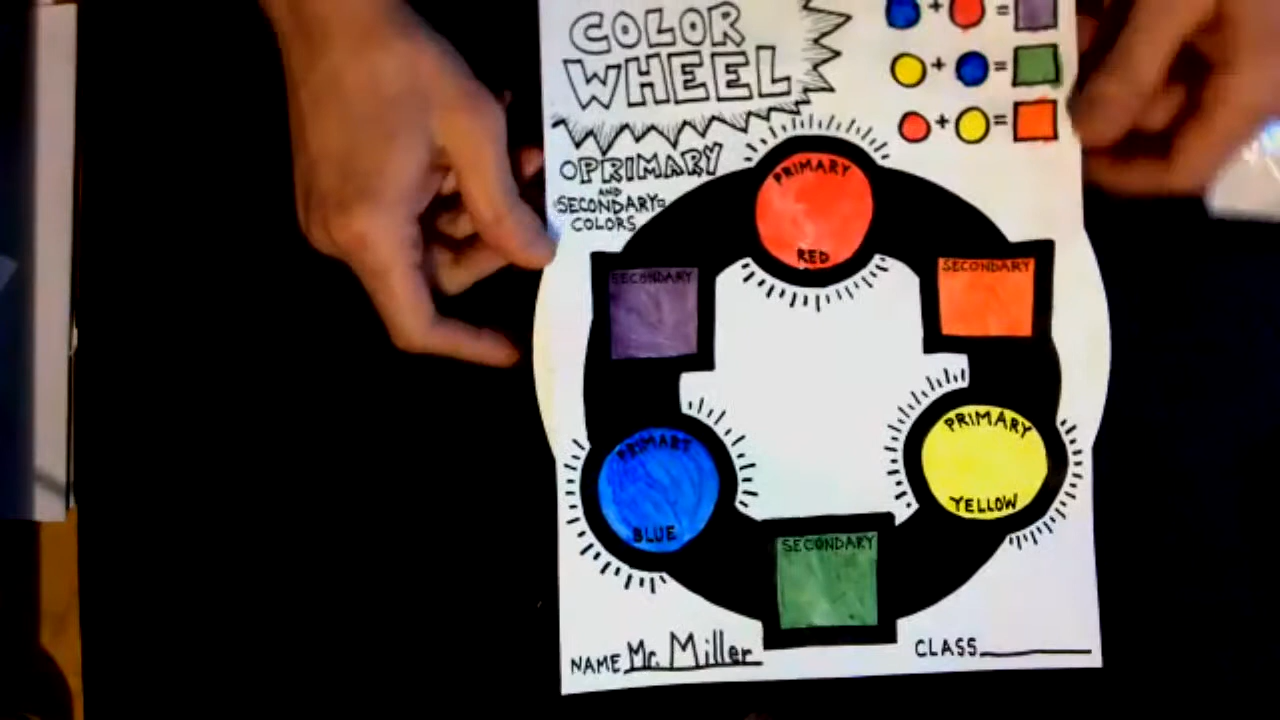 COLOR
WHEEL
+ =
+ =
+ =
PRIMARY
AND
SECONDARY
COLORS
PRIMARY
RED
SECONDARY
SECONDARY
PRIMARY
BLUE
PRIMARY
YELLOW
SECONDARY
NAME Mr. Miller
CLASS